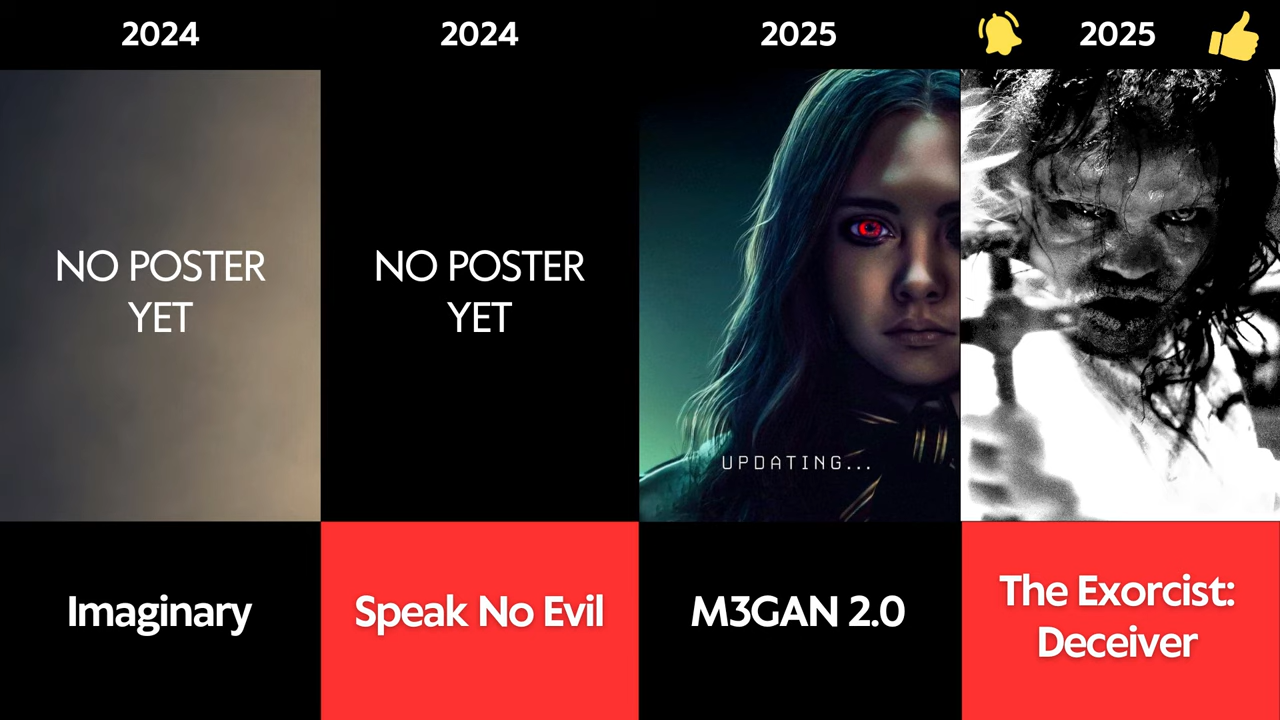 2024
2024
2025
2025
NO POSTER
YET
NO POSTER
YET
UPDATING...
Imaginary
Speak No Evil
M3GAN 2.0
The Exorcist:
Deceiver